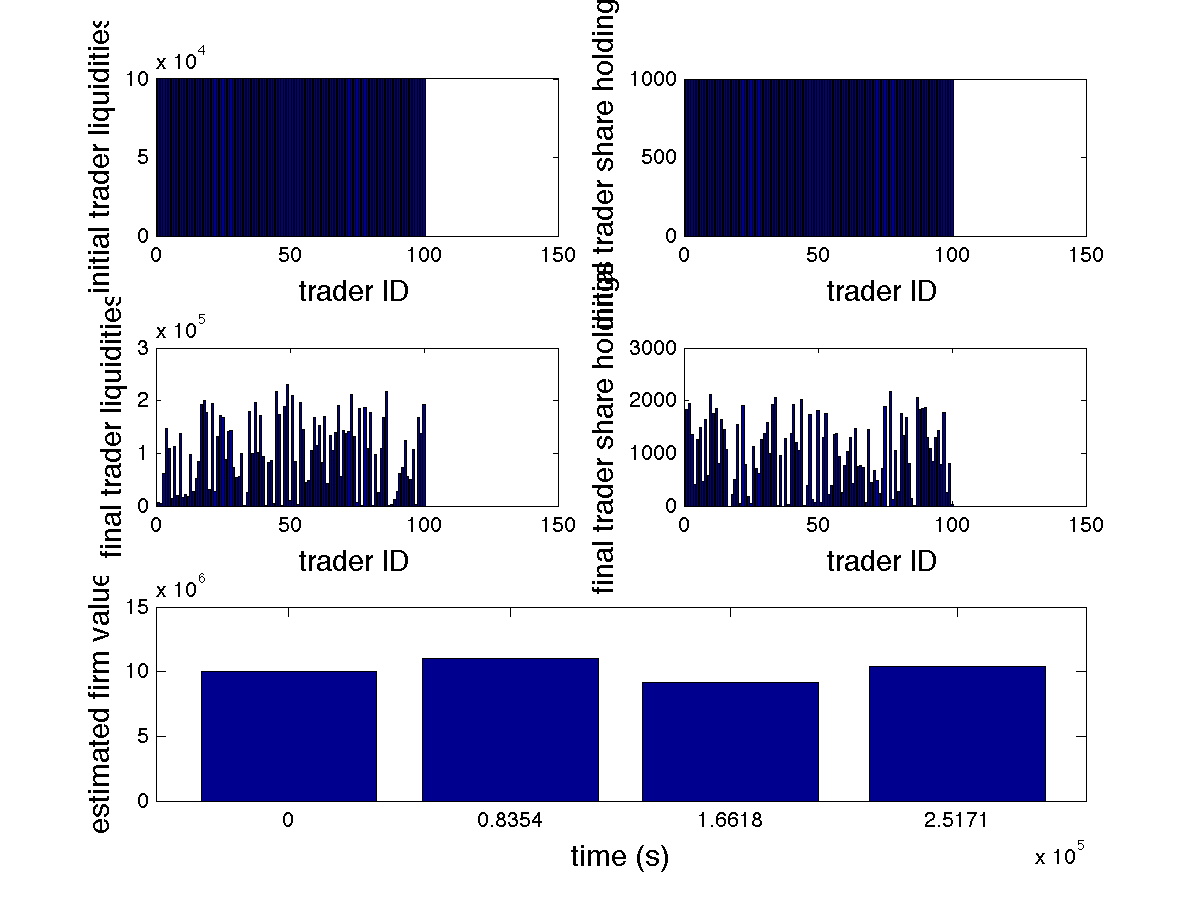 x 10^4
initial trader liquidities
10
5
0
0 50 100 150
trader ID
trader share holding
1000
500
0
0 50 100 150
trader ID
x 10^5
final trader liquidities
3
2
1
0
0 50 100 150
trader ID
final trader share holdings
3000
2000
1000
0
0 50 100 150
trader ID
x 10^6
estimated firm value
15
10
5
0
0 0.8354 1.6618 2.5171
time (s)
x 10^5